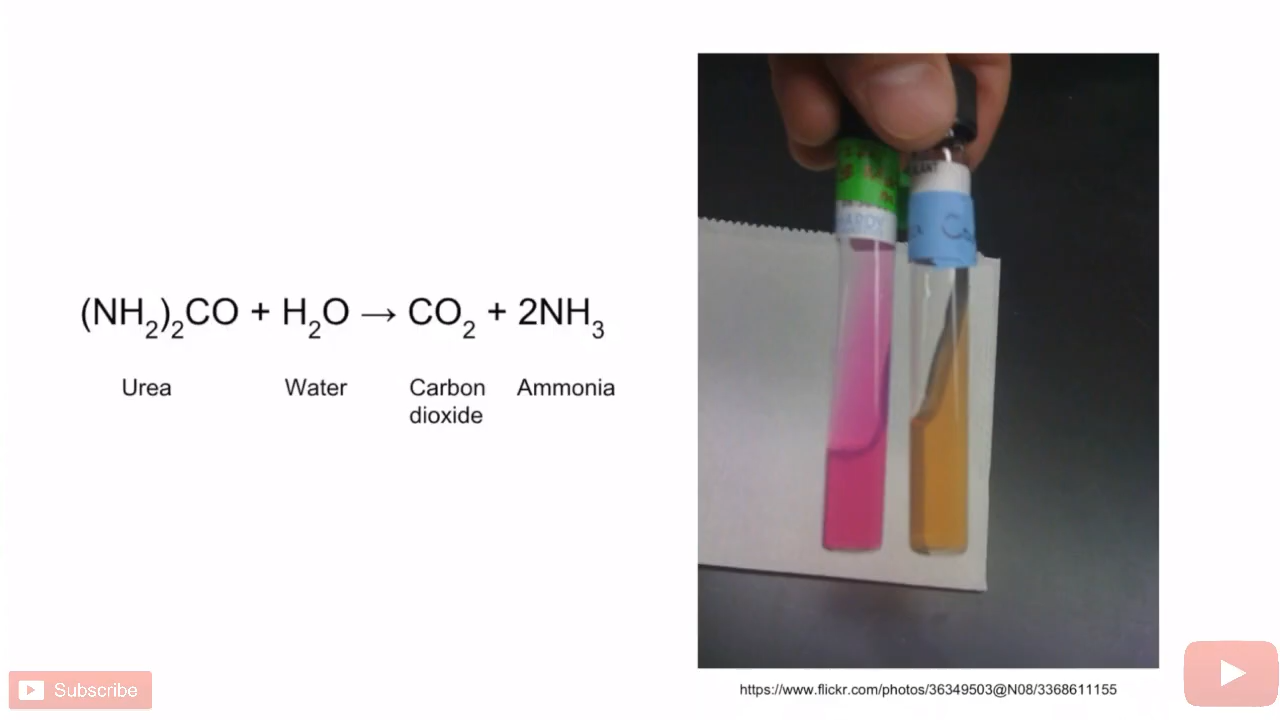 (NH₂)₂CO + H₂O → CO₂ + 2NH₃
Urea
Water
Carbon
dioxide
Ammonia
HARDY
https://www.flickr.com/photos/36349503@N08/3368611155
Subscribe